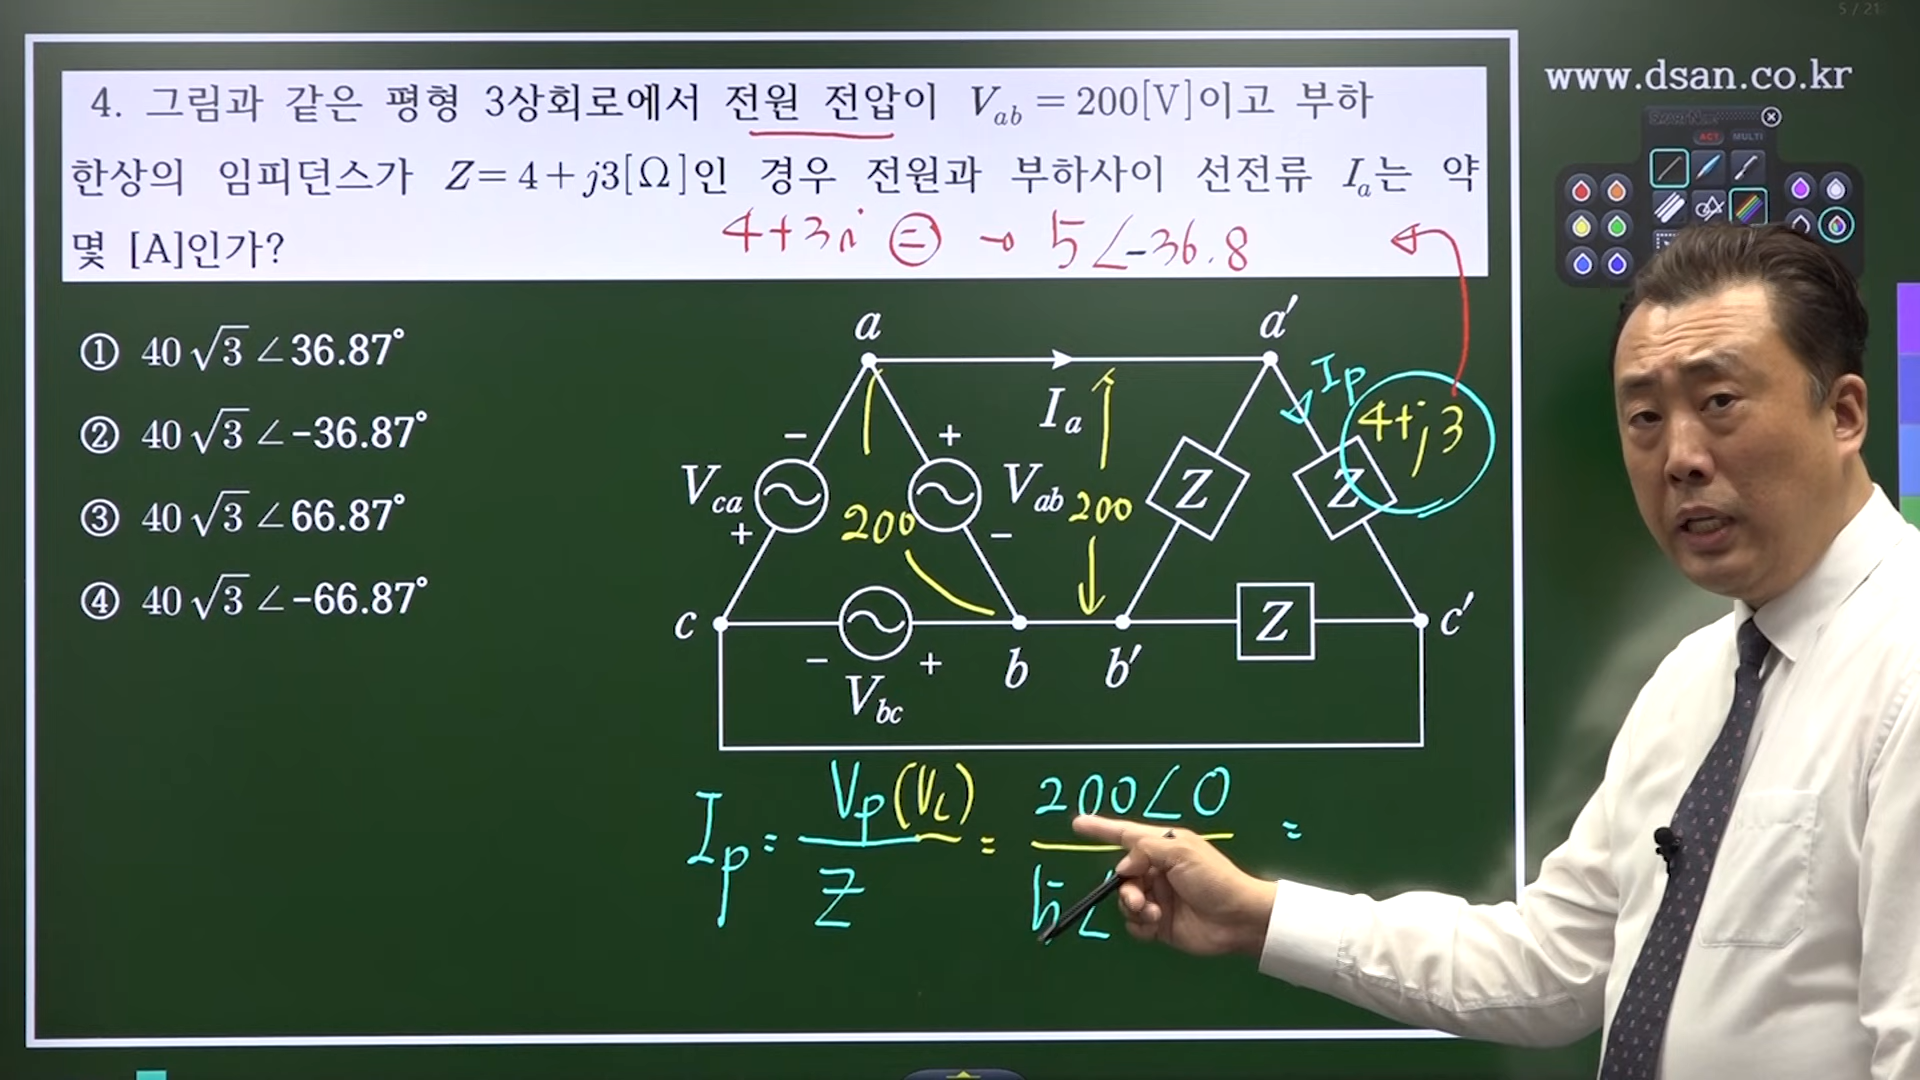 5 / 21
www.dsan.co.kr
ACT MULTI
4. 그림과 같은 평형 3상회로에서 전원 전압이 V_ab = 200[V]이고 부하
한상의 임피던스가 Z=4+j3[Ω]인 경우 전원과 부하사이 선전류 I_a는 약
몇 [A]인가?
4+3i ⊜ → 5∠-36.8
① 40√3∠36.87°
② 40√3∠-36.87°
③ 40√3∠66.87°
④ 40√3∠-66.87°
a a′
I_a I_p 4+j3
− +
V_ca 200 V_ab 200 Z Z
+ −
c Z c′
− + b b′
V_bc
I_p = V_p(V_L) / Z = 200∠0 / 5∠ =